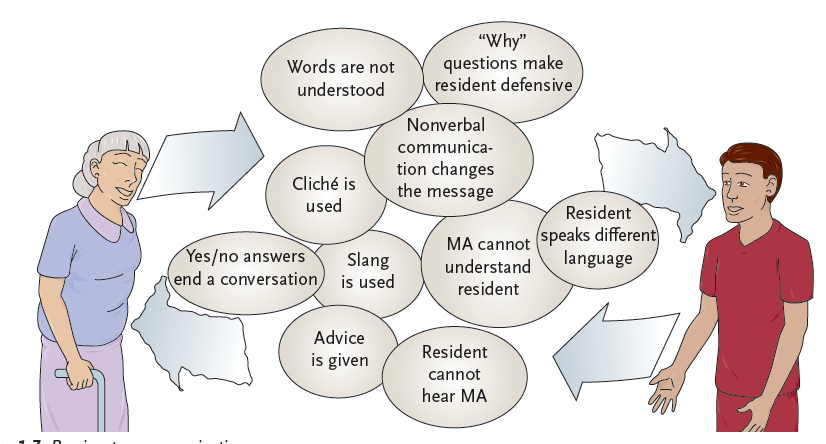 Words are not
understood
“Why”
questions make
resident defensive
Nonverbal
communica-
tion changes
the message
Cliché is
used
Resident
speaks different
language
MA cannot
understand
resident
Yes/no answers
end a conversation
Slang
is used
Advice
is given
Resident
cannot
hear MA